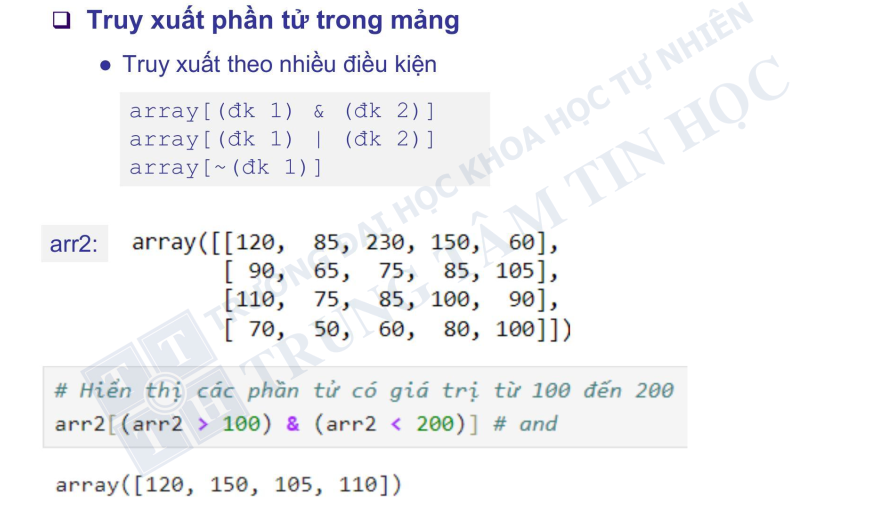 Truy xuất phần tử trong mảng
Truy xuất theo nhiều điều kiện
array[(đk 1) & (đk 2)]
array[(đk 1) | (đk 2)]
array[~(đk 1)]
arr2: array([[120, 85, 230, 150, 60],
[ 90, 65, 75, 85, 105],
[110, 75, 85, 100, 90],
[ 70, 50, 60, 80, 100]])
# Hiển thị các phần tử có giá trị từ 100 đến 200
arr2[(arr2 > 100) & (arr2 < 200)] # and
array([120, 150, 105, 110])
TRƯỜNG ĐẠI HỌC KHOA HỌC TỰ NHIÊN
TRUNG TÂM TIN HỌC
T T
T H